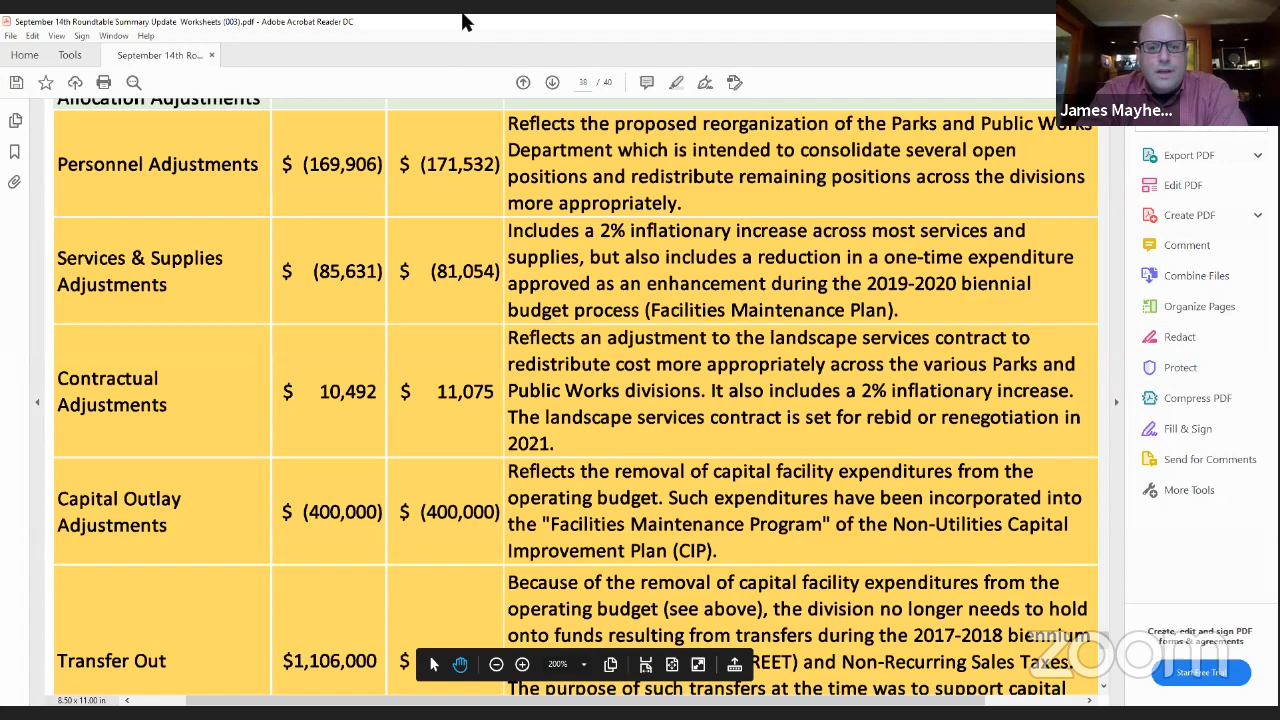 September 14th Roundtable Summary Update Worksheets (003).pdf - Adobe Acrobat Reader DC
File Edit View Sign Window Help
Home Tools September 14th Ro... ×
38 / 40
James Mayhe...
Allocation Adjustments
Personnel Adjustments $ (169,906) $ (171,532)
Reflects the proposed reorganization of the Parks and Public Works
Department which is intended to consolidate several open
positions and redistribute remaining positions across the divisions
more appropriately.
Services & Supplies
Adjustments
$ (85,631) $ (81,054)
Includes a 2% inflationary increase across most services and
supplies, but also includes a reduction in a one-time expenditure
approved as an enhancement during the 2019-2020 biennial
budget process (Facilities Maintenance Plan).
Contractual
Adjustments
$ 10,492 $ 11,075
Reflects an adjustment to the landscape services contract to
redistribute cost more appropriately across the various Parks and
Public Works divisions. It also includes a 2% inflationary increase.
The landscape services contract is set for rebid or renegotiation in
2021.
Capital Outlay
Adjustments
$ (400,000) $ (400,000)
Reflects the removal of capital facility expenditures from the
operating budget. Such expenditures have been incorporated into
the "Facilities Maintenance Program" of the Non-Utilities Capital
Improvement Plan (CIP).
Transfer Out $1,106,000 $
Because of the removal of capital facility expenditures from the
operating budget (see above), the division no longer needs to hold
onto funds resulting from transfers during the 2017-2018 biennium
REET) and Non-Recurring Sales Taxes.
The purpose of such transfers at the time was to support capital
200%
8.50 x 11.00 in
Export PDF
Edit PDF
Create PDF
Comment
Combine Files
Organize Pages
Redact
Protect
Compress PDF
Fill & Sign
Send for Comments
More Tools
Create, edit and sign PDF
forms & agreements
Start Free Trial
zoom